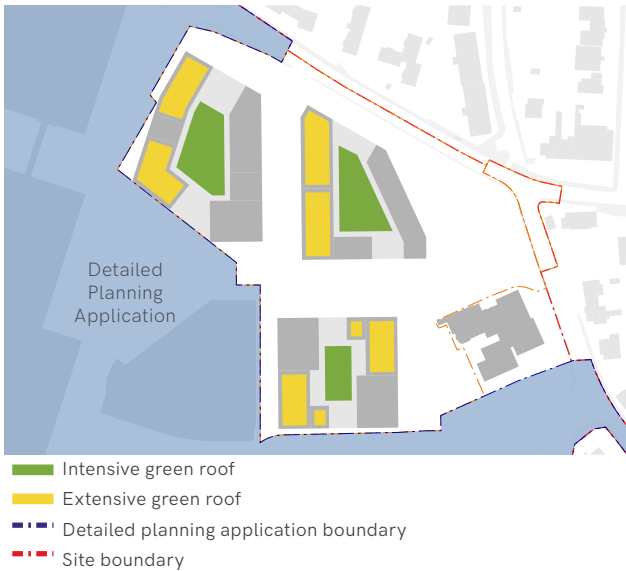 Detailed
Planning
Application
Intensive green roof
Extensive green roof
Detailed planning application boundary
Site boundary